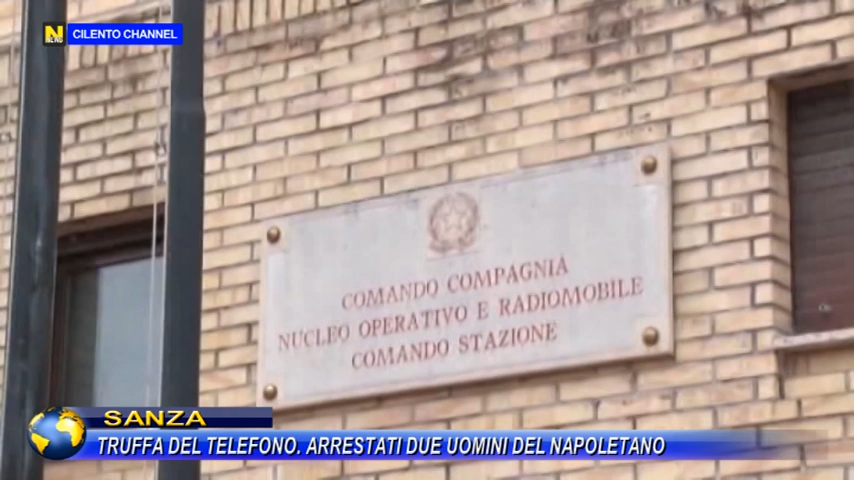 N
CILENTO CHANNEL
COMANDO COMPAGNIA
NUCLEO OPERATIVO E RADIOMOBILE
COMANDO STAZIONE
SANZA
TRUFFA DEL TELEFONO. ARRESTATI DUE UOMINI DEL NAPOLETANO